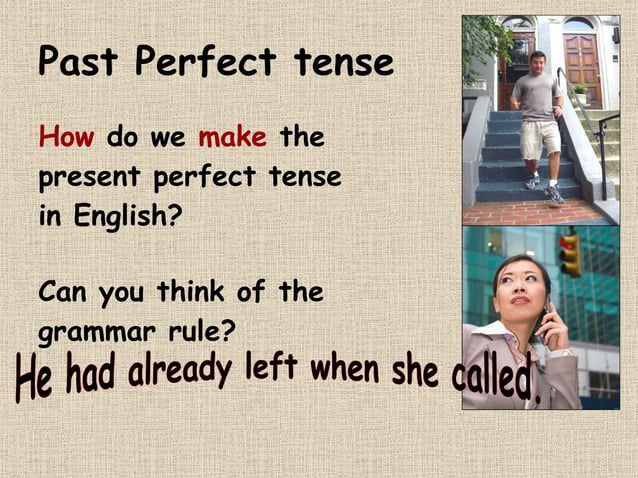 Past Perfect tense
How do we make the
present perfect tense
in English?
Can you think of the
grammar rule?
He had already left when she called.